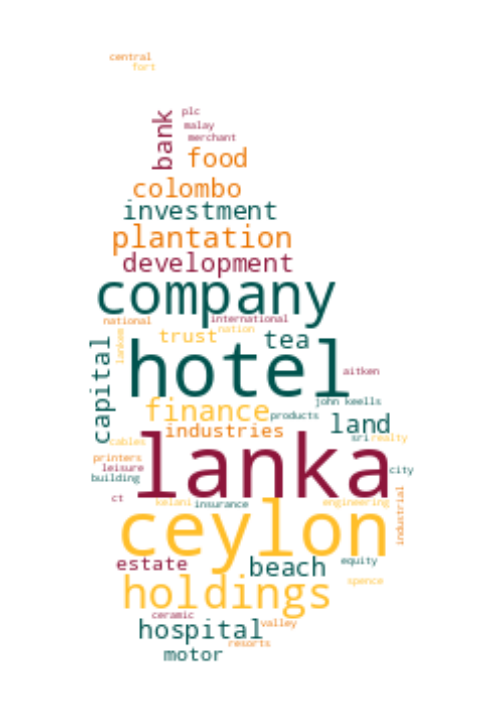 central
fort
bank
plc
malay
merchant
food
colombo
investment
plantation
development
company
national
international
nation
lankem
trust
tea
capital
hotel
aitken
john keells
finance
products
land
industries
sri
realty
cables
lanka
printers
leisure
building
city
ct
kelani
insurance
engineering
industrial
ceylon
estate
beach
equity
holdings
spence
ceramic
hospital
valley
resorts
motor